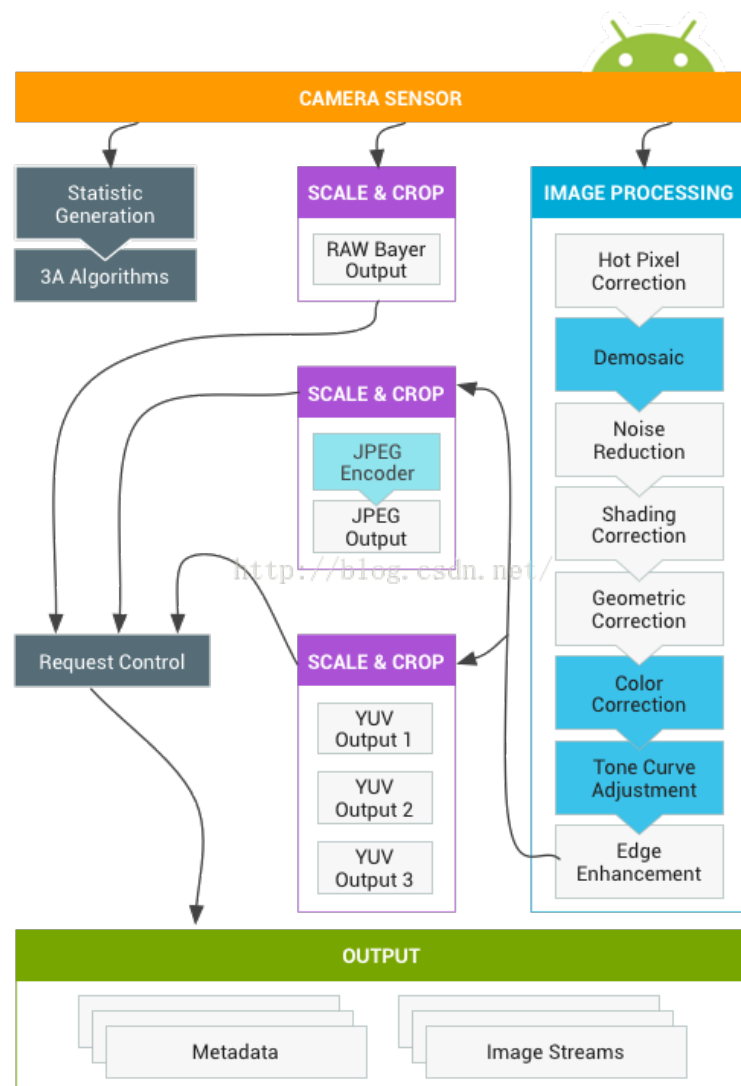 CAMERA SENSOR
Statistic
Generation
3A Algorithms
SCALE & CROP
RAW Bayer
Output
SCALE & CROP
JPEG
Encoder
JPEG
Output
http://blog.csdn.net/
Request Control
SCALE & CROP
YUV
Output 1
YUV
Output 2
YUV
Output 3
IMAGE PROCESSING
Hot Pixel
Correction
Demosaic
Noise
Reduction
Shading
Correction
Geometric
Correction
Color
Correction
Tone Curve
Adjustment
Edge
Enhancement
OUTPUT
Metadata
Image Streams